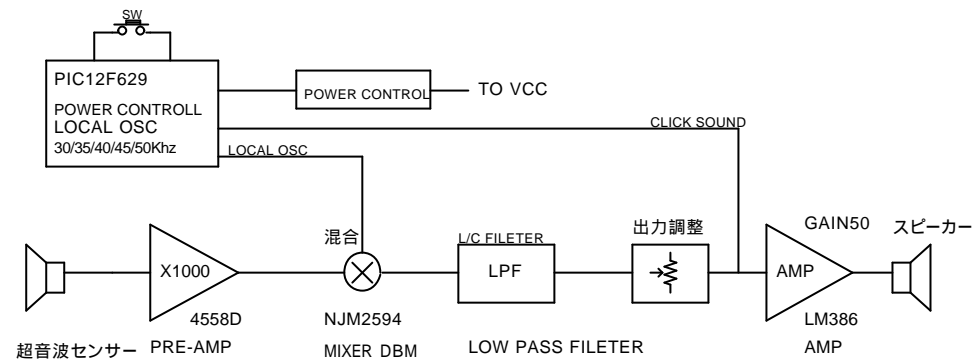 SW
PIC12F629
POWER CONTROLL
LOCAL OSC
30/35/40/45/50Khz
POWER CONTROL
TO VCC
CLICK SOUND
LOCAL OSC
混合
L/C FILETER
出力調整
GAIN50
スピーカー
X1000
LPF
AMP
4558D
NJM2594
LM386
超音波センサー
PRE-AMP
MIXER DBM
LOW PASS FILETER
AMP